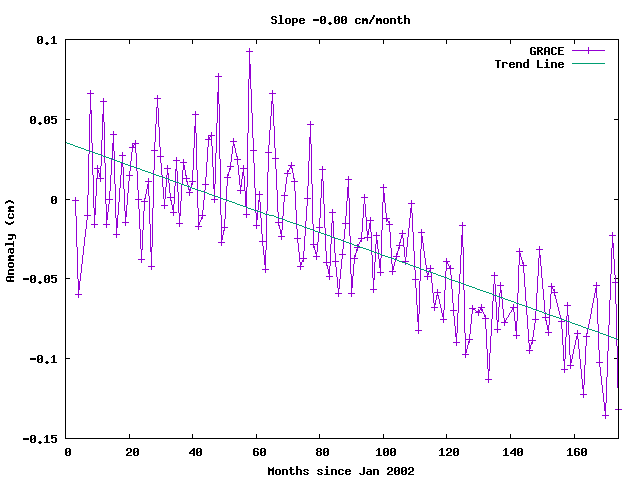 Slope -0.00 cm/month
0.1
GRACE
Trend Line
0.05
0
-0.05
-0.1
-0.15
Anomaly (cm)
0 20 40 60 80 100 120 140 160
Months since Jan 2002